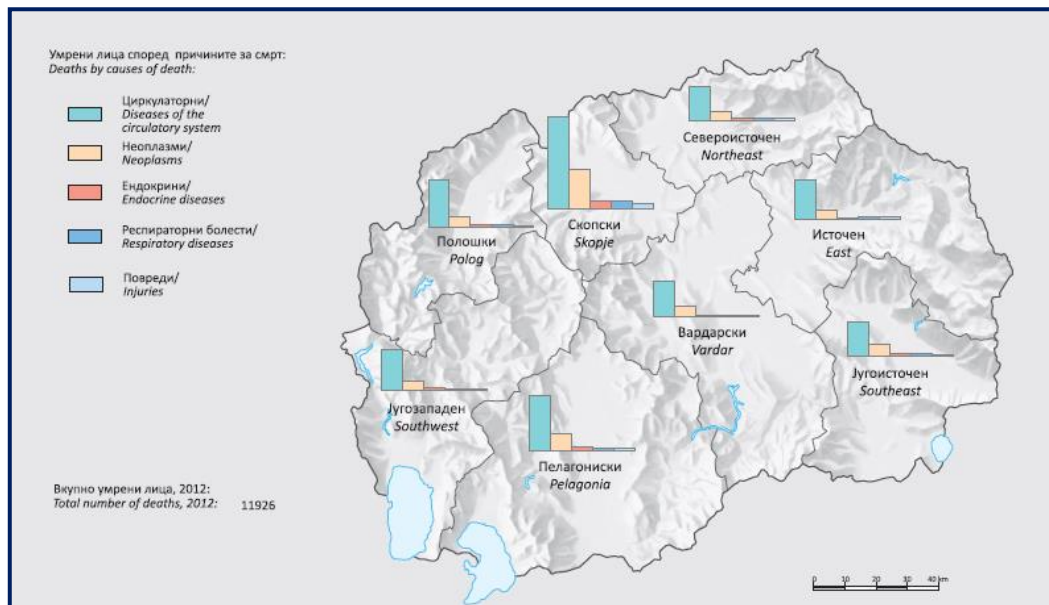 Умрени лица според причините за смрт:
Deaths by causes of death:
Циркулаторни/
Diseases of the
circulatory system
Неоплазми/
Neoplasms
Ендокрини/
Endocrine diseases
Респираторни болести/
Respiratory diseases
Повреди/
Injuries
Североисточен
Northeast
Скопски
Skopje
Полошки
Polog
Источен
East
Вардарски
Vardar
Југоисточен
Southeast
Југозападен
Southwest
Пелагониски
Pelagonia
Вкупно умрени лица, 2012:
Total number of deaths, 2012: 11926
0 10 20 30 40 км